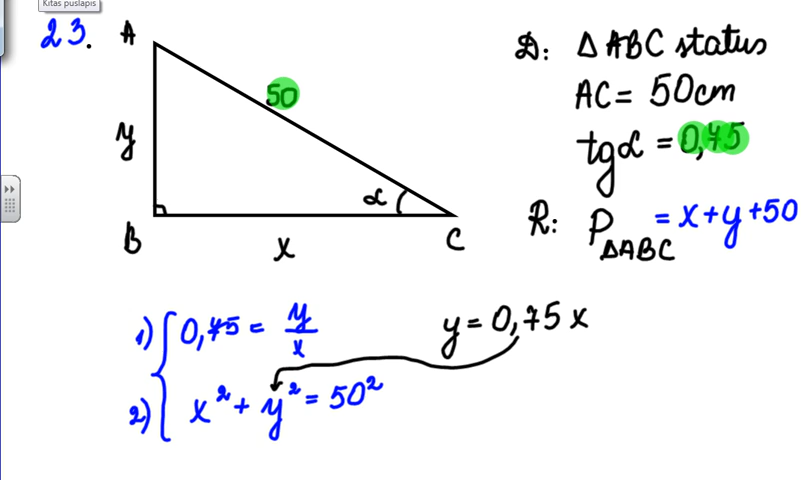 Kitas puslapis
23.
A
50
y
α
B
x
C
D: Δ ABC status
AC = 50cm
tgα = 0,75
R: P ΔABC = x+y+50
1) 0,75 = y/x
y = 0,75 x
2) x² + y² = 50²